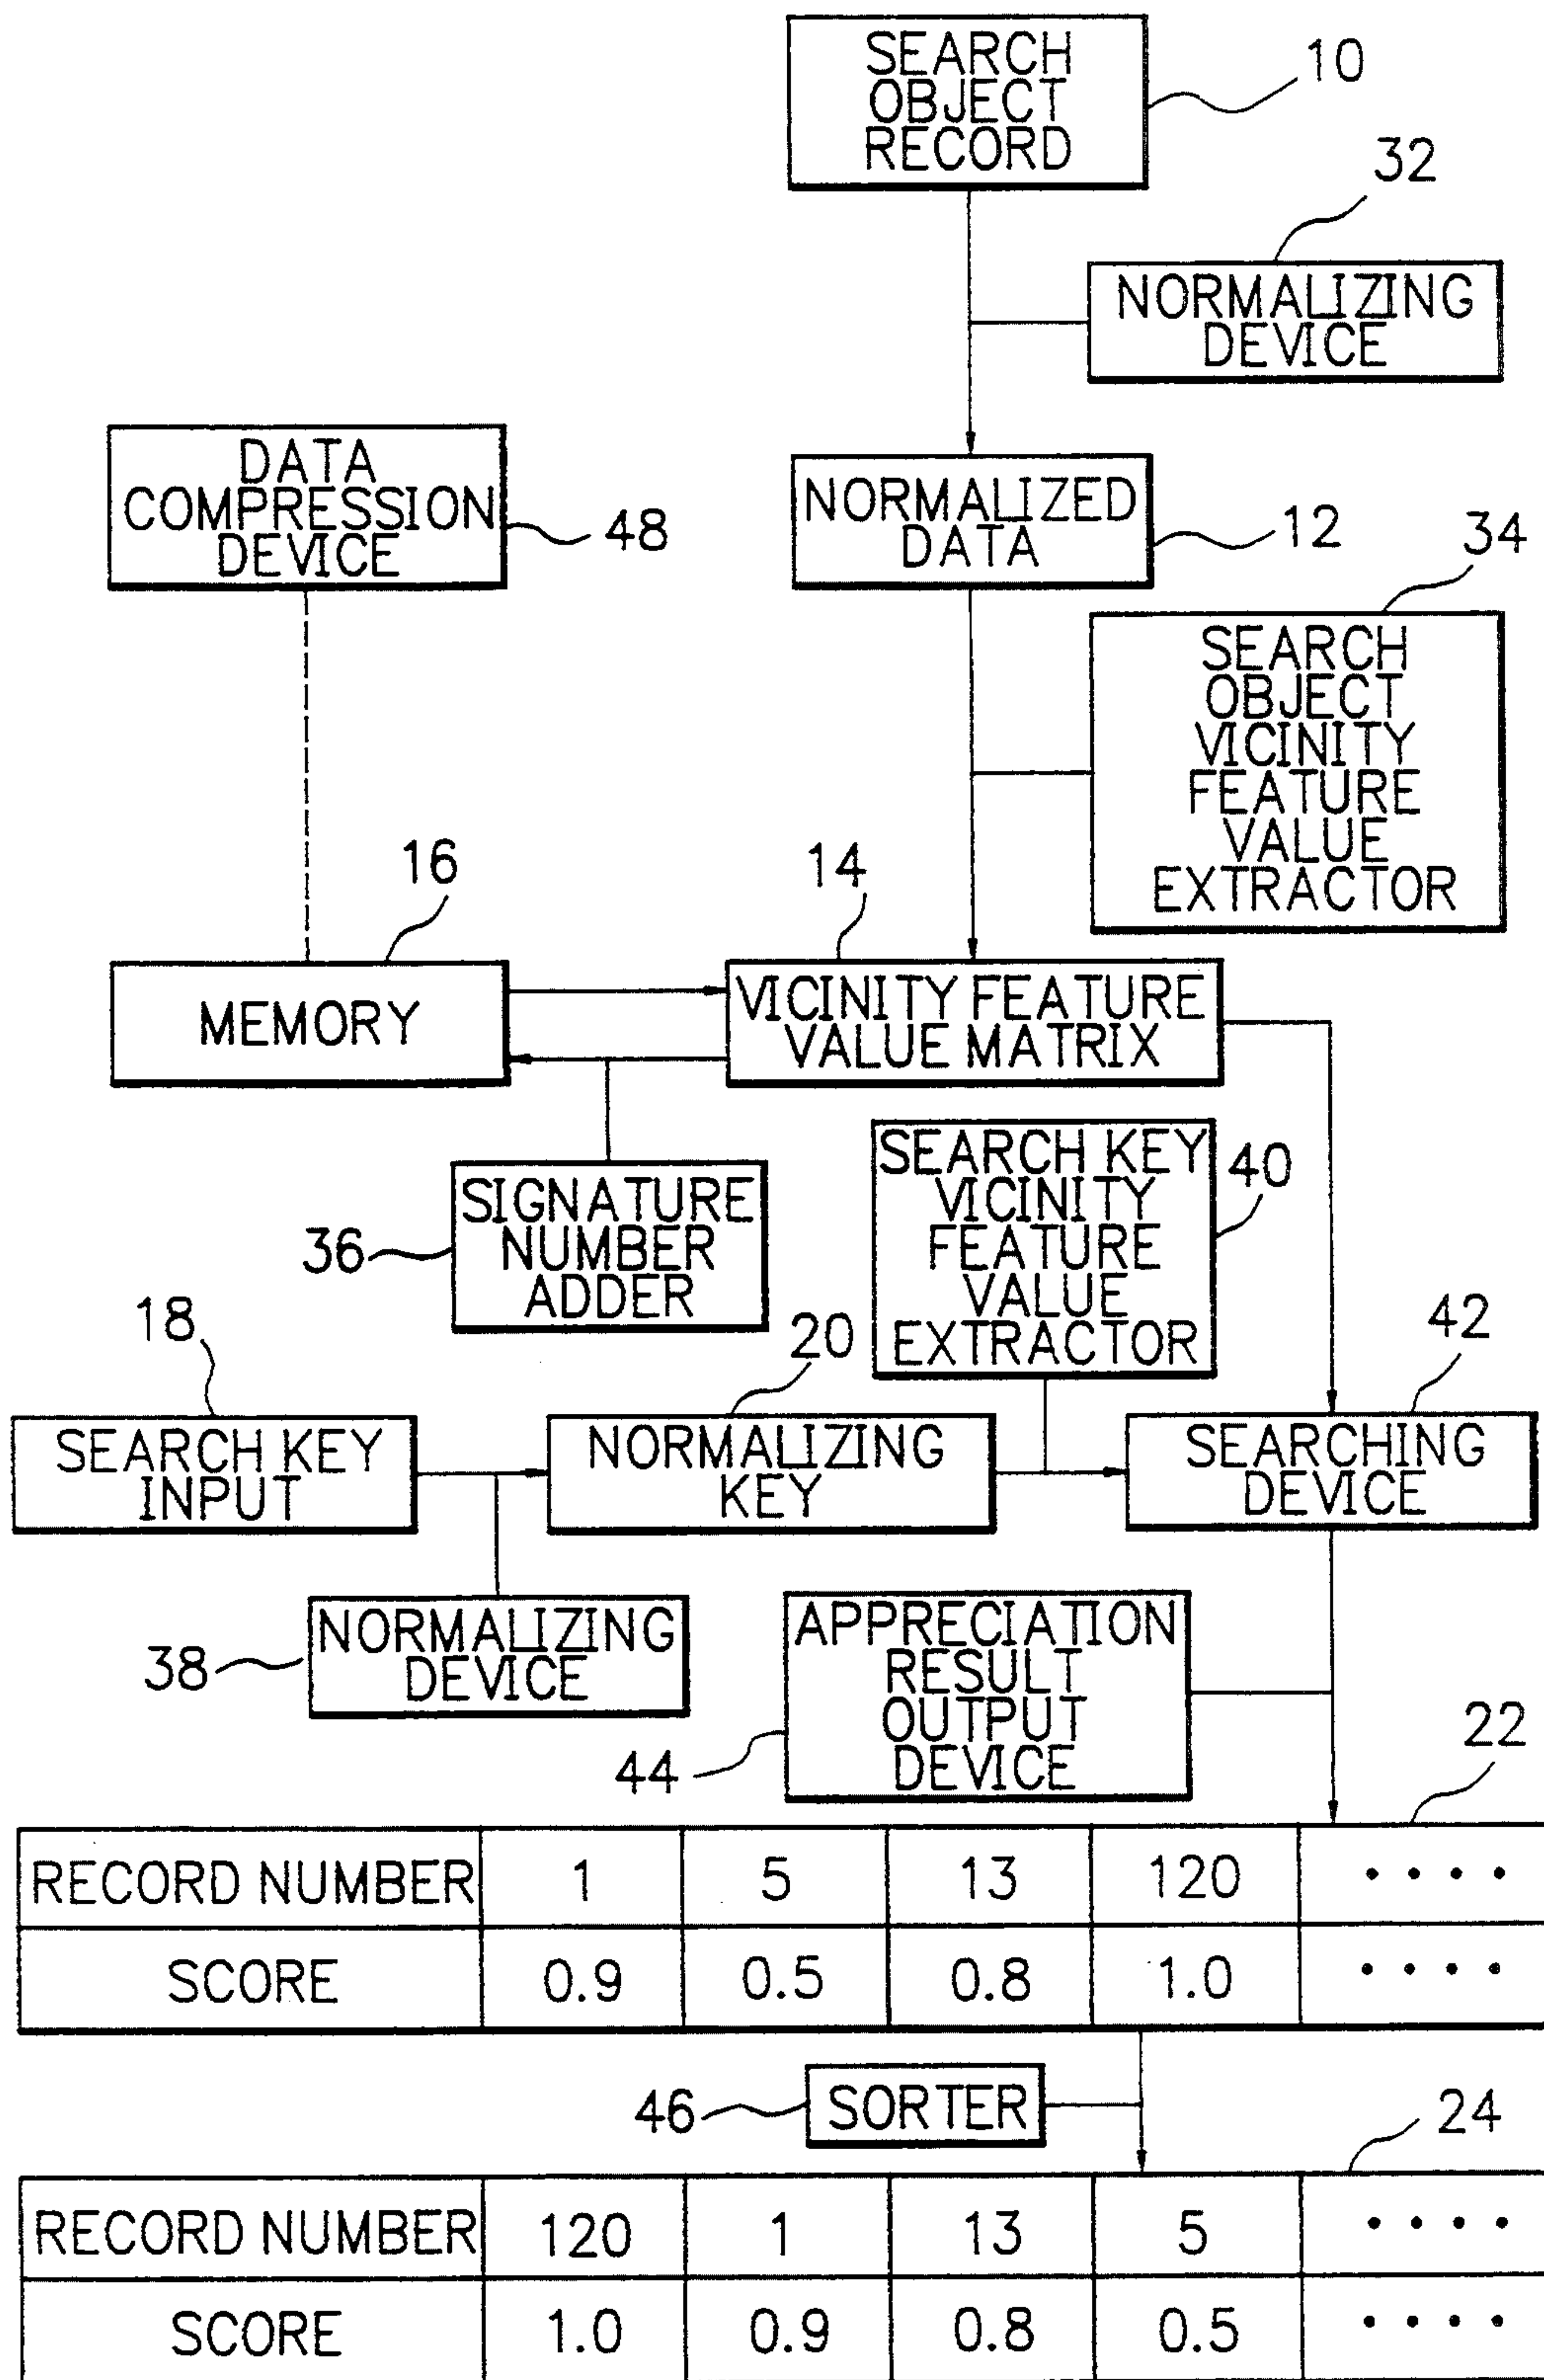 SEARCH
OBJECT
RECORD
10
32
NORMALIZING
DEVICE
DATA
COMPRESSION
DEVICE
48
NORMALIZED
DATA
12
34
SEARCH
OBJECT
VICINITY
FEATURE
VALUE
EXTRACTOR
16
14
MEMORY
VICINITY FEATURE
VALUE MATRIX
SEARCH KEY
VICINITY
FEATURE
VALUE
EXTRACTOR
40
36
SIGNATURE
NUMBER
ADDER
18
20
42
SEARCH KEY
INPUT
NORMALIZING
KEY
SEARCHING
DEVICE
38
NORMALIZING
DEVICE
APPRECIATION
RESULT
OUTPUT
DEVICE
44
22
RECORD NUMBER 1 5 13 120 ....
SCORE 0.9 0.5 0.8 1.0 ....
46 SORTER
24
RECORD NUMBER 120 1 13 5 ....
SCORE 1.0 0.9 0.8 0.5 ....